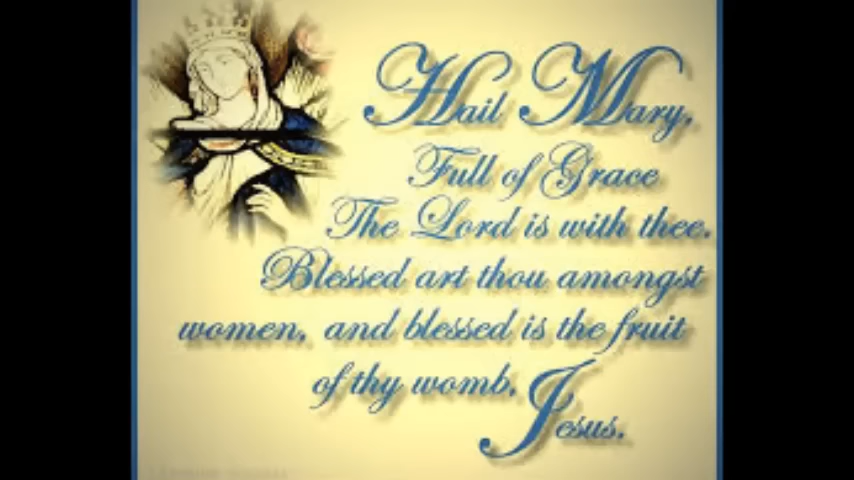 Hail Mary,
Full of Grace
The Lord is with thee.
Blessed art thou amongst
women, and blessed is the fruit
of thy womb,
Jesus.